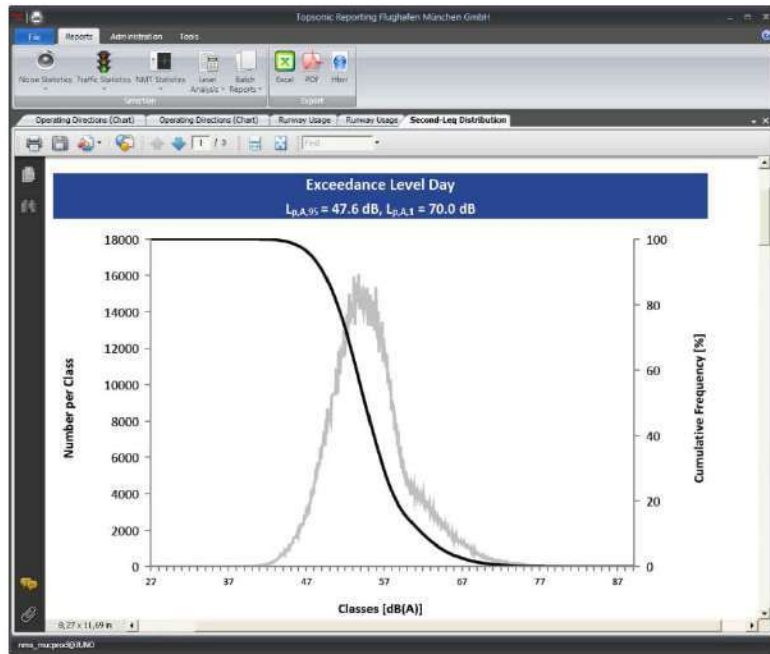 Topsonic Reporting Flughafen München GmbH
File Reports Administration Tools
Noise Statistics Traffic Statistics NMT Statistics Level Analysis Batch Reports Excel PDF Html
Selection Export
Operating Directions (Chart) Operating Directions (Chart) Runway Usage Runway Usage Second-Leq Distribution
1 / 3 Find
Exceedance Level Day
Lp,A,95 = 47.6 dB, Lp,A,1 = 70.0 dB
18000 100
16000
14000 80
12000
10000 60
8000
6000 40
4000 20
2000
0 0
27 37 47 57 67 77 87
Number per Class
Cumulative Frequency [%]
Classes [dB(A)]
8,27 x 11,69 in